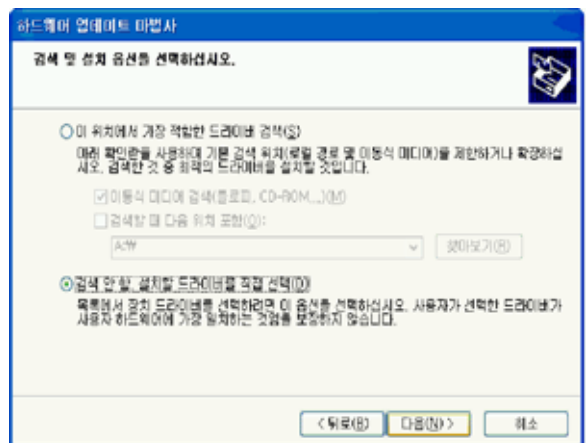 하드웨어 업데이트 마법사
검색 및 설치 옵션을 선택하십시오.
이 위치에서 가장 적합한 드라이버 검색(S)
아래 확인란을 사용하여 기본 검색 위치(로컬 경로 및 이동식 미디어)를 제한하거나 확장하십
시오. 검색한 것 중 최적의 드라이버를 설치할 것입니다.
이동식 미디어 검색(플로피, CD-ROM...)(M)
검색할 때 다음 위치 포함(O):
A:₩
찾아보기(R)
검색 안 함. 설치할 드라이버를 직접 선택(D)
목록에서 장치 드라이버를 선택하려면 이 옵션을 선택하십시오. 사용자가 선택한 드라이버가
사용자 하드웨어에 가장 일치하는 것임을 보장하지 않습니다.
< 뒤로(B) 다음(N) > 취소